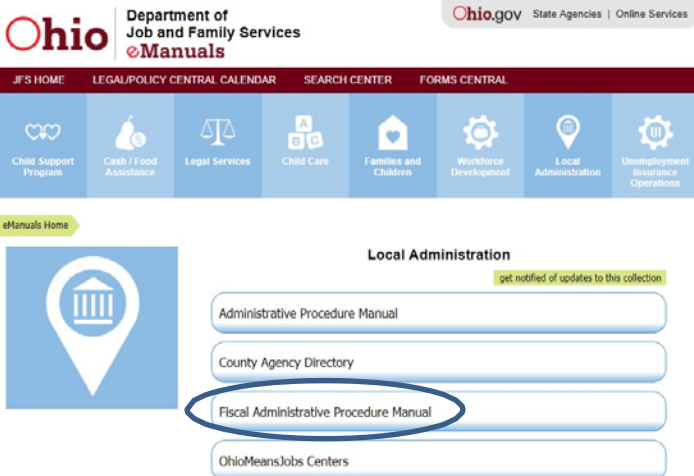 Ohio.gov State Agencies | Online Services
Ohio
Department of
Job and Family Services
eManuals
JFS HOME LEGAL/POLICY CENTRAL CALENDAR SEARCH CENTER FORMS CENTRAL
A
B C
$
UI
Child Support
Program
Cash / Food
Assistance
Legal Services
Child Care
Families and
Children
Workforce
Development
Local
Administration
Unemployment
Insurance
Operations
eManuals Home
Local Administration
get notified of updates to this collection
Administrative Procedure Manual
County Agency Directory
Fiscal Administrative Procedure Manual
OhioMeansJobs Centers